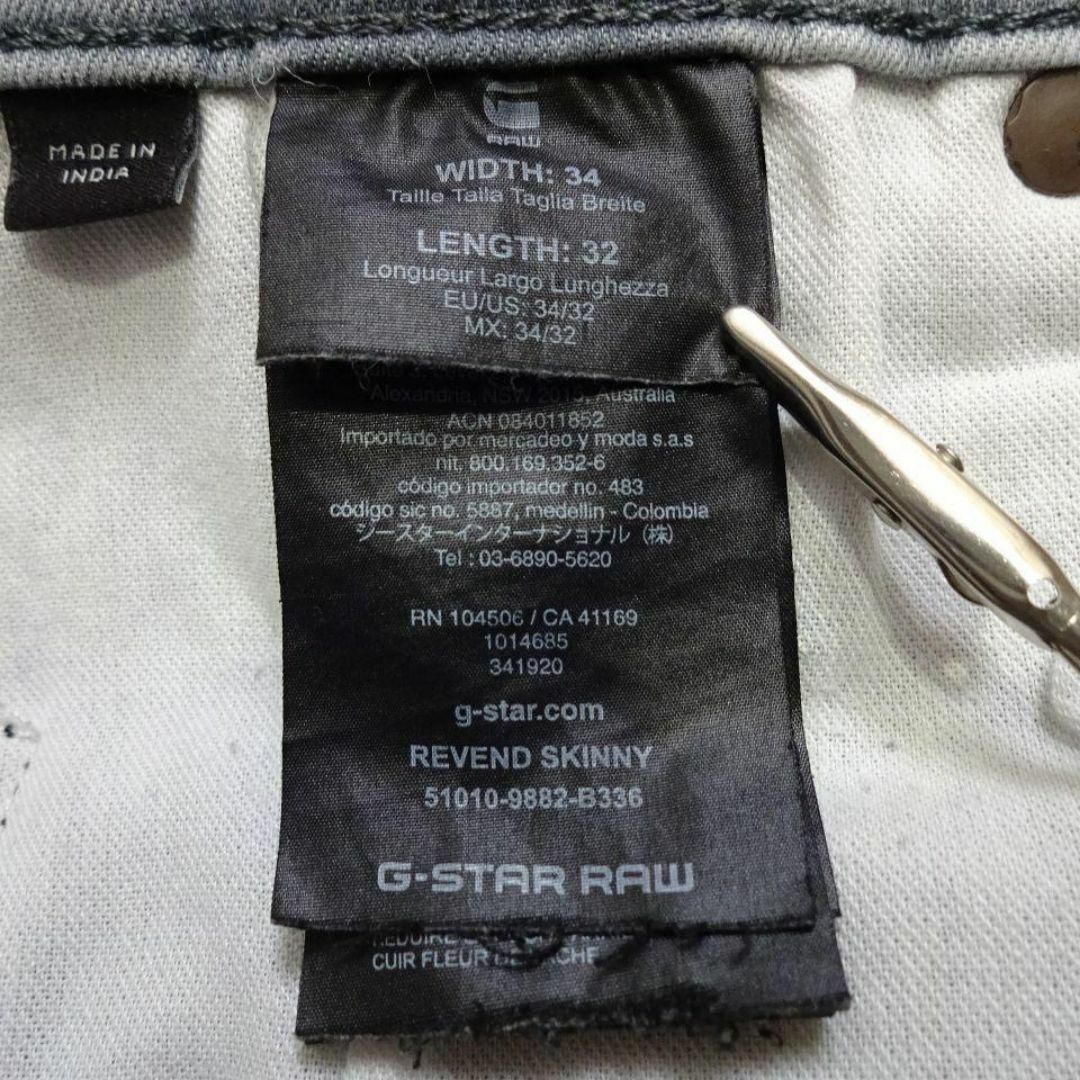 MADE IN
INDIA
RAW
WIDTH: 34
Taille Talla Taglia Breite
LENGTH: 32
Longueur Largo Lunghezza
EU/US: 34/32
MX: 34/32
Alexandria, NSW 2015, Australia
ACN 084011852
Importado por mercadeo y moda s.a.s
nit. 800.169.352-6
código importador no. 483
código sic no. 5887, medellin - Colombia
ジースターインターナショナル (株)
Tel : 03-6890-5620
RN 104506 / CA 41169
1014685
341920
g-star.com
REVEND SKINNY
51010-9882-B336
G-STAR RAW
CUIR FLEUR DE VACHE